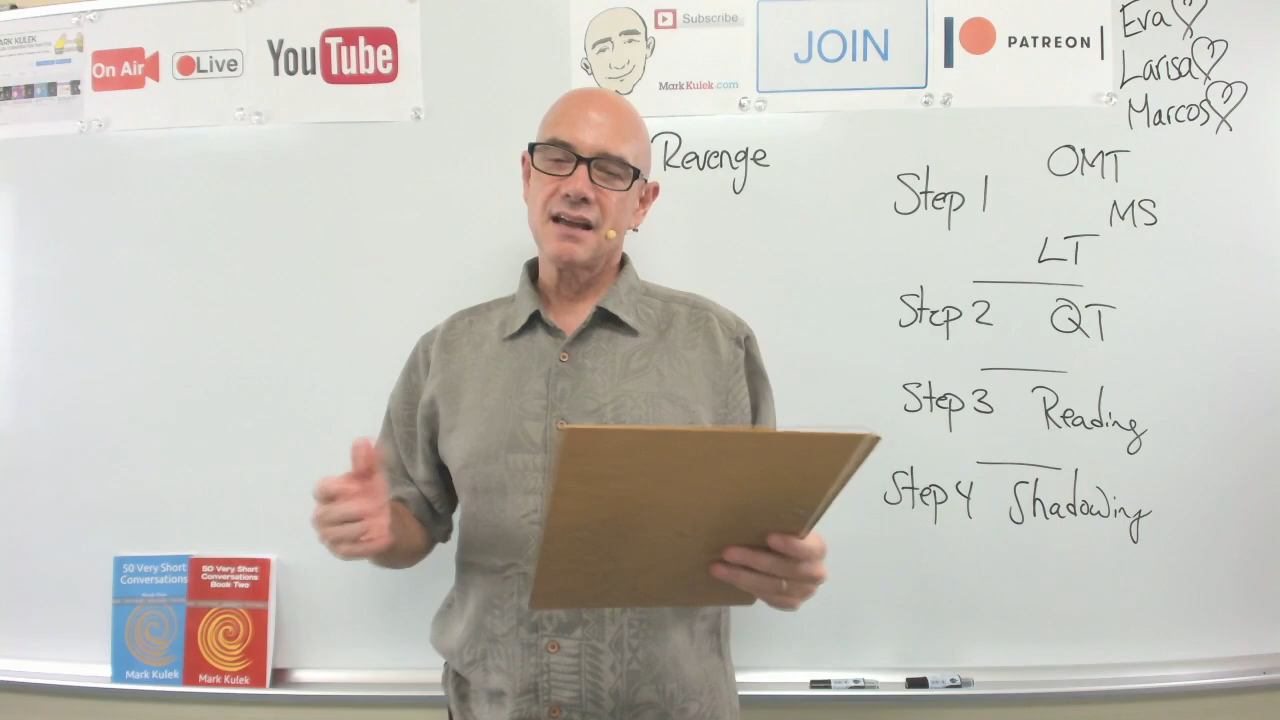 MARK KULEK
On Air
Live
YouTube
Subscribe
MarkKulek.com
JOIN
PATREON
Eva
Larisa
Marcos
Revenge
Step 1
OMT
MS
LT
Step 2 QT
Step 3 Reading
Step 4 Shadowing
50 Very Short
Conversations
Mark Kulek
50 Very Short
Conversations
Book Two
Mark Kulek